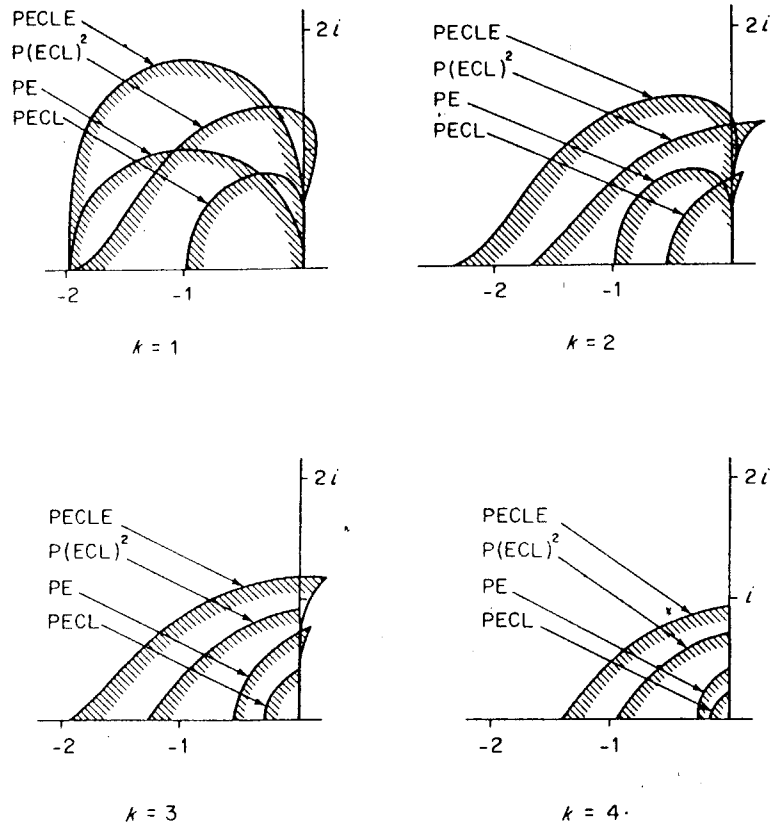 PECLE
P(ECL)²
PE
PECL
2i
-2
-1
k = 1
PECLE
P(ECL)²
PE
PECL
2i
-2
-1
k = 2
PECLE
P(ECL)²
PE
PECL
2i
-2
-1
k = 3
PECLE
P(ECL)²
PE
PECL
2i
i
-2
-1
k = 4.